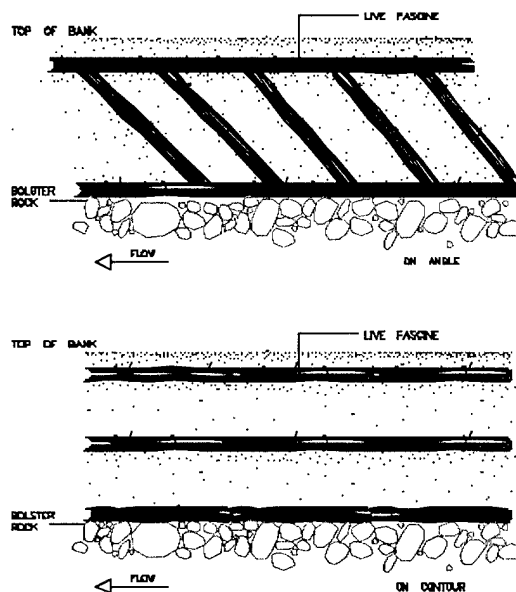 LIVE FASCINE
TOP OF BANK
BOLSTER
ROCK
FLOW
ON ANGLE
LIVE FASCINE
TOP OF BANK
BOLSTER
ROCK
FLOW
ON CONTOUR